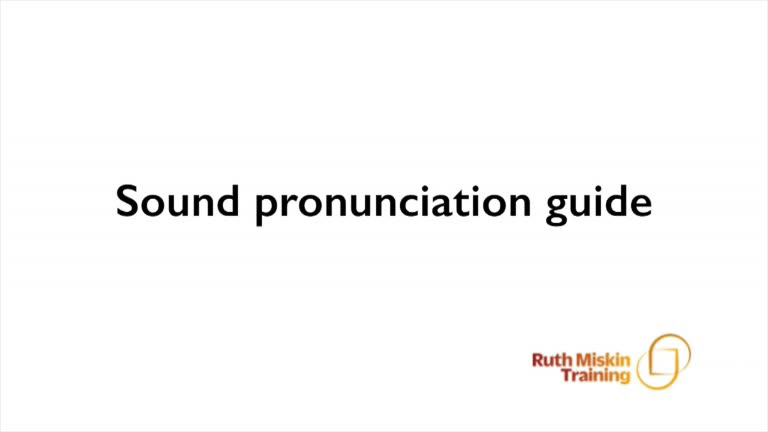 Sound pronunciation guide
Ruth Miskin
Training